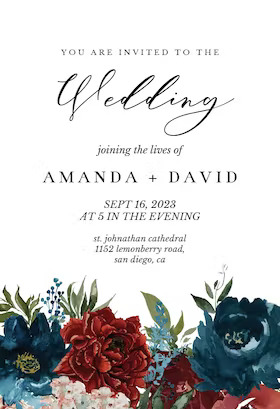 YOU ARE INVITED TO THE
Wedding
joining the lives of
AMANDA + DAVID
SEPT 16, 2023
AT 5 IN THE EVENING
st. johnathan cathedral
1152 lemonberry road,
san diego, ca